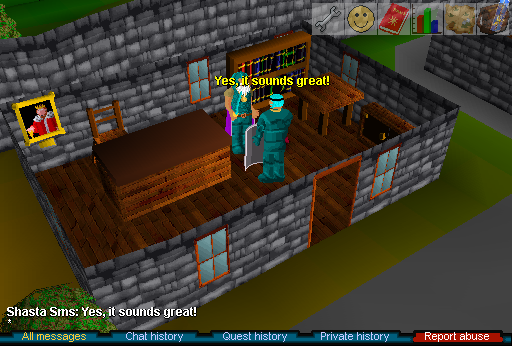 Yes, it sounds great!
Shasta Sms: Yes, it sounds great!
*
All messages Chat history Quest history Private history Report abuse